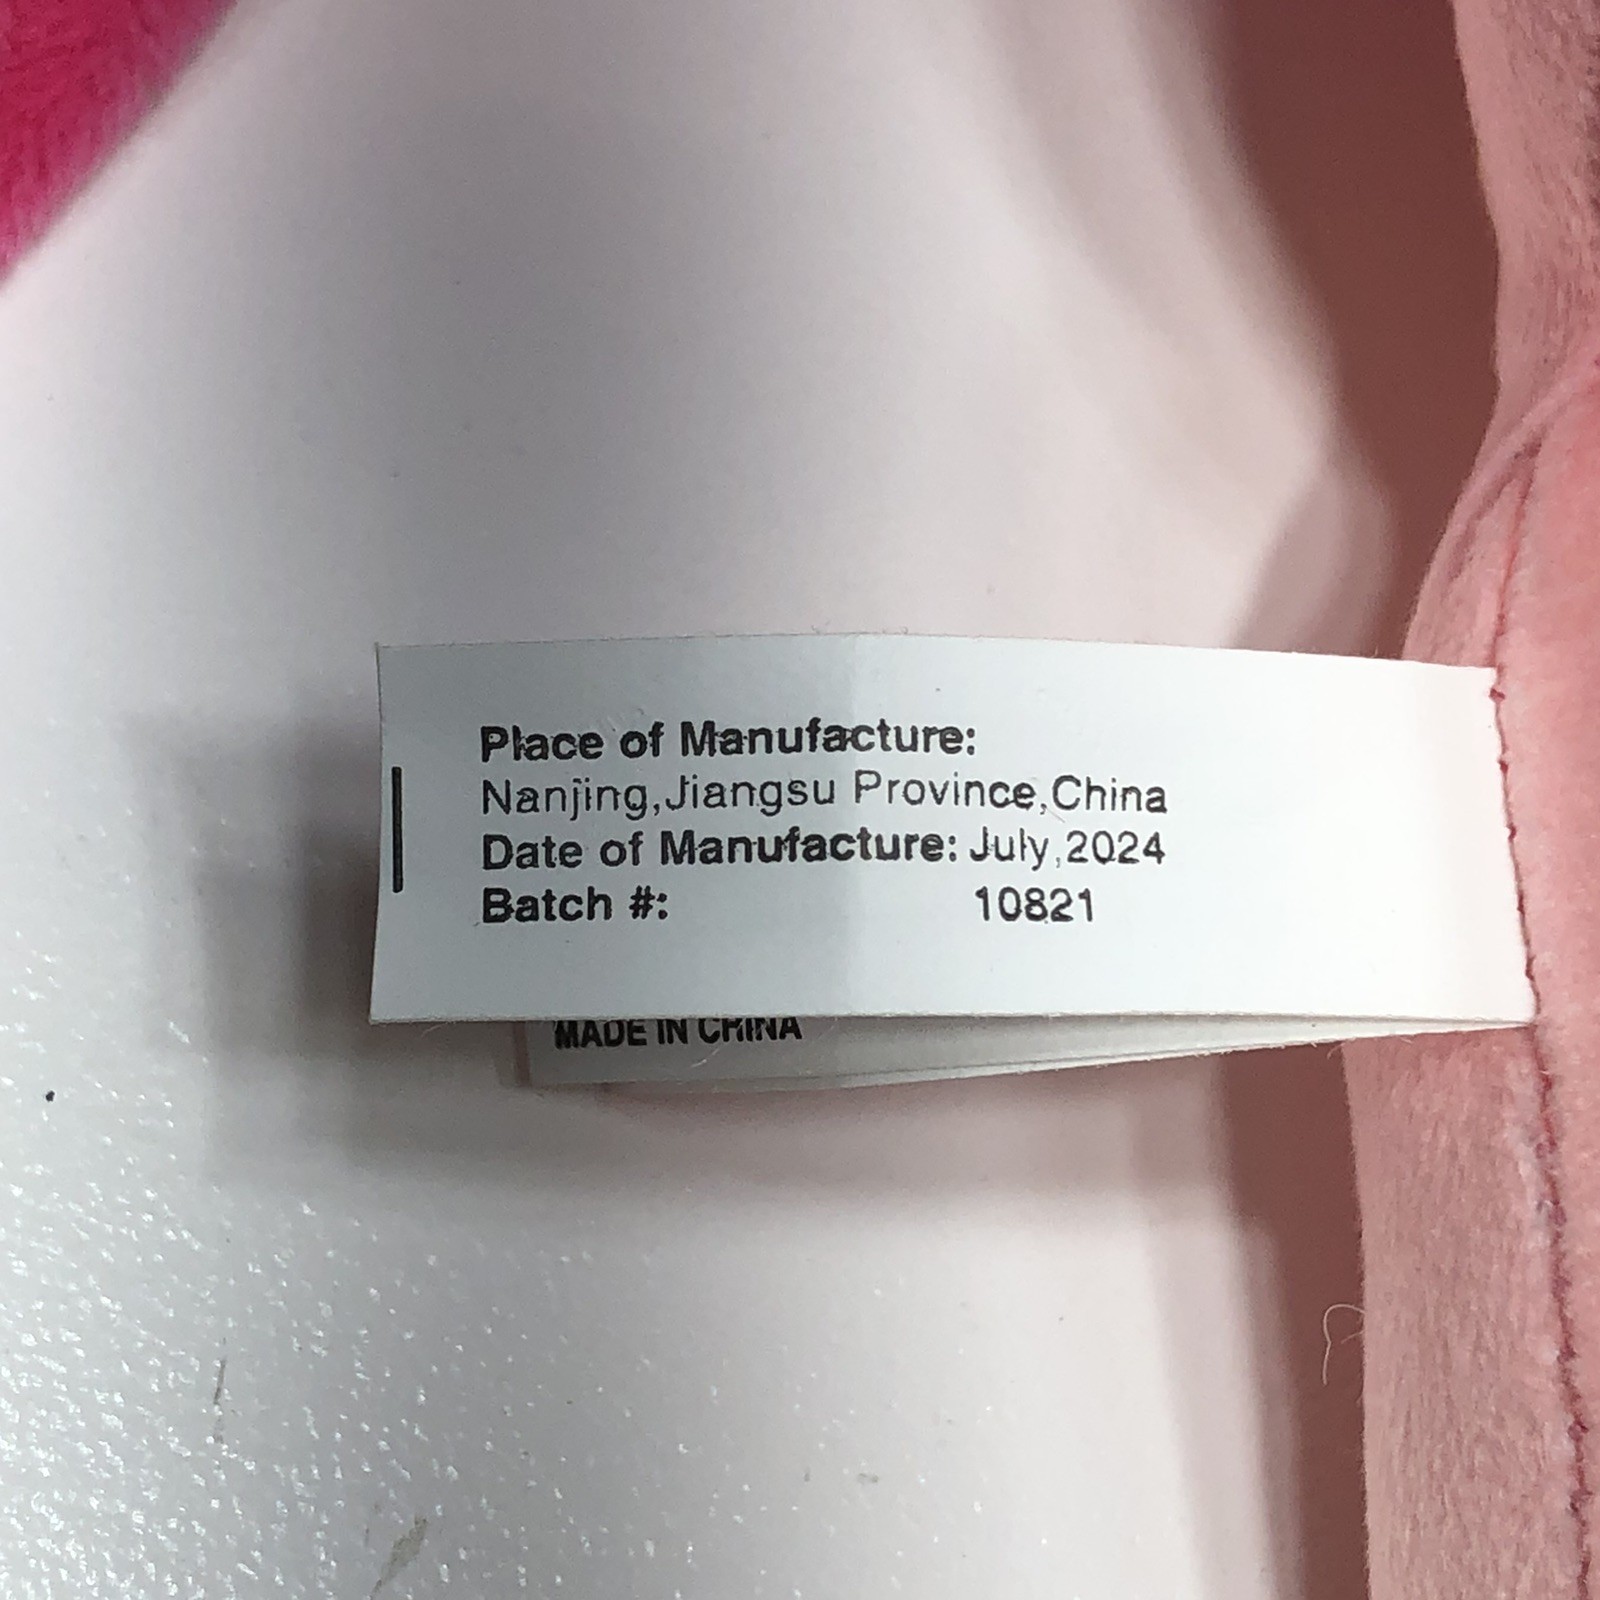 Place of Manufacture:
Nanjing,Jiangsu Province,China
Date of Manufacture: July,2024
Batch #: 10821
MADE IN CHINA